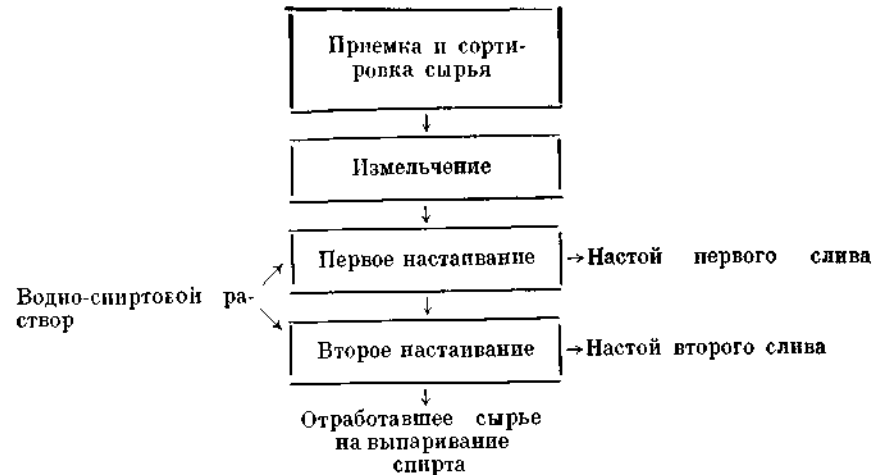 Приемка и сорти-
ровка сырья
Измельчение
Первое настаивание
→Настой первого слива
Водно-спиртовой ра-
створ
Второе настаивание
→Настой второго слива
Отработавшее сырье
на выпаривание
спирта